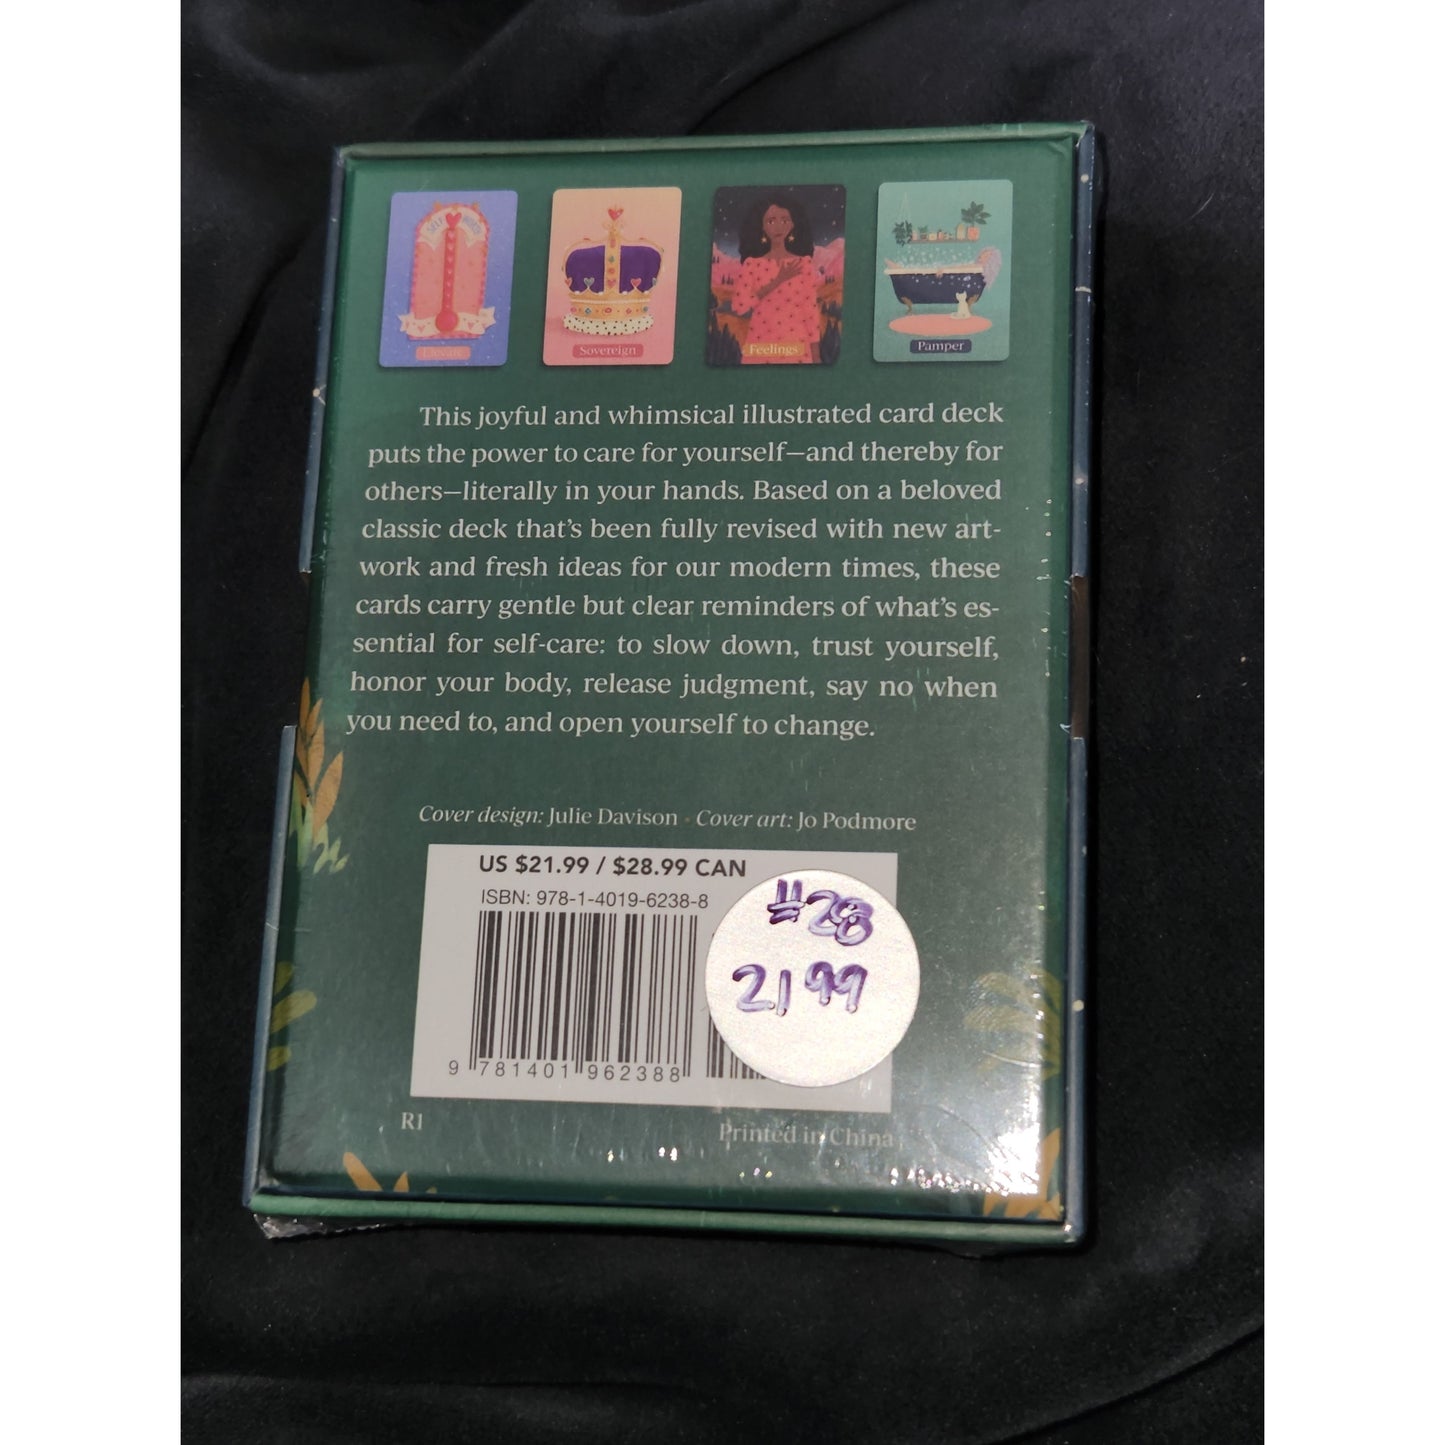 SELF WORTH
Elevate
Sovereign
Feelings
Pamper
This joyful and whimsical illustrated card deck
puts the power to care for yourself—and thereby for
others—literally in your hands. Based on a beloved
classic deck that's been fully revised with new art-
work and fresh ideas for our modern times, these
cards carry gentle but clear reminders of what's es-
sential for self-care: to slow down, trust yourself,
honor your body, release judgment, say no when
you need to, and open yourself to change.
Cover design: Julie Davison • Cover art: Jo Podmore
US $21.99 / $28.99 CAN
ISBN: 978-1-4019-6238-8
#28
2199
9 781401 962388
R1
Printed in China